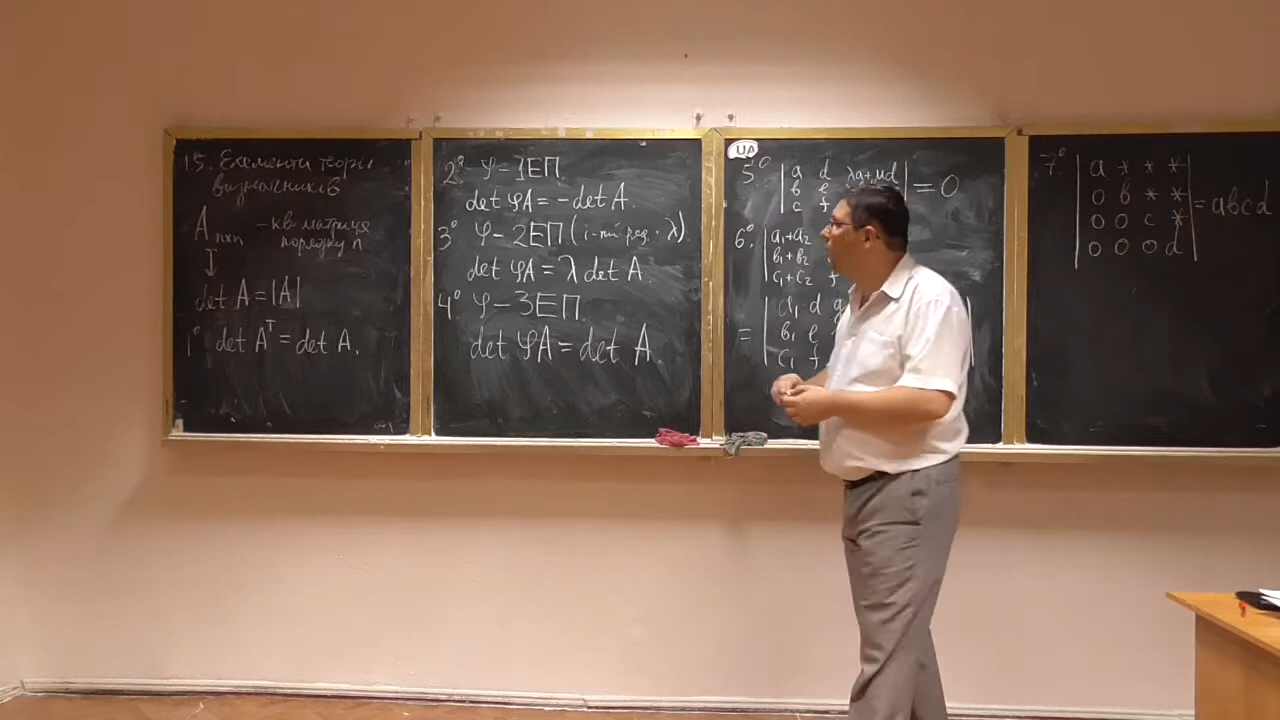 1.5. Елементи теорії
визначників
A n×n – кв. матриця
порядку n
↓
det A = |A|
1° det Aᵀ = det A.
2° φ – 1ЕП.
det φA = – det A.
3° φ – 2ЕП (i-ий ряд · λ)
det φA = λ det A.
4° φ – 3ЕП.
det φA = det A.
UA
5° | a d λa+μd |
| b e
| c f | = 0
6°. | a₁+a₂
| b₁+b₂
| c₁+c₂ f
= | a₁ d g
| b₁ e
| c₁ f
7° | a * * * |
| 0 b * * |
| 0 0 c * | = abcd
| 0 0 0 d |